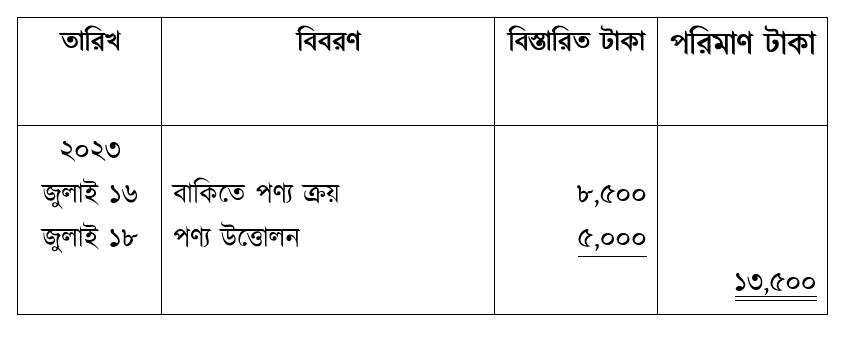 তারিখ বিবরণ বিস্তারিত টাকা পরিমাণ টাকা
২০২৩
জুলাই ১৬ বাকিতে পণ্য ক্রয় ৮,৫০০
জুলাই ১৮ পণ্য উত্তোলন ৫,০০০
১৩,৫০০